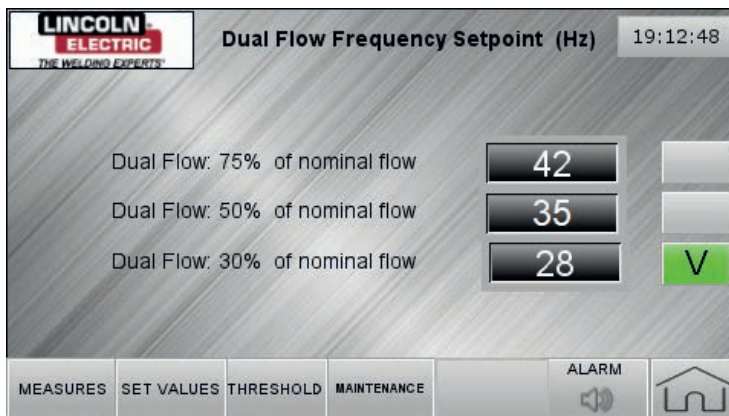 LINCOLN
ELECTRIC
THE WELDING EXPERTS®
Dual Flow Frequency Setpoint (Hz)
19:12:48
Dual Flow: 75% of nominal flow 42
Dual Flow: 50% of nominal flow 35
Dual Flow: 30% of nominal flow 28 V
MEASURES SET VALUES THRESHOLD MAINTENANCE ALARM